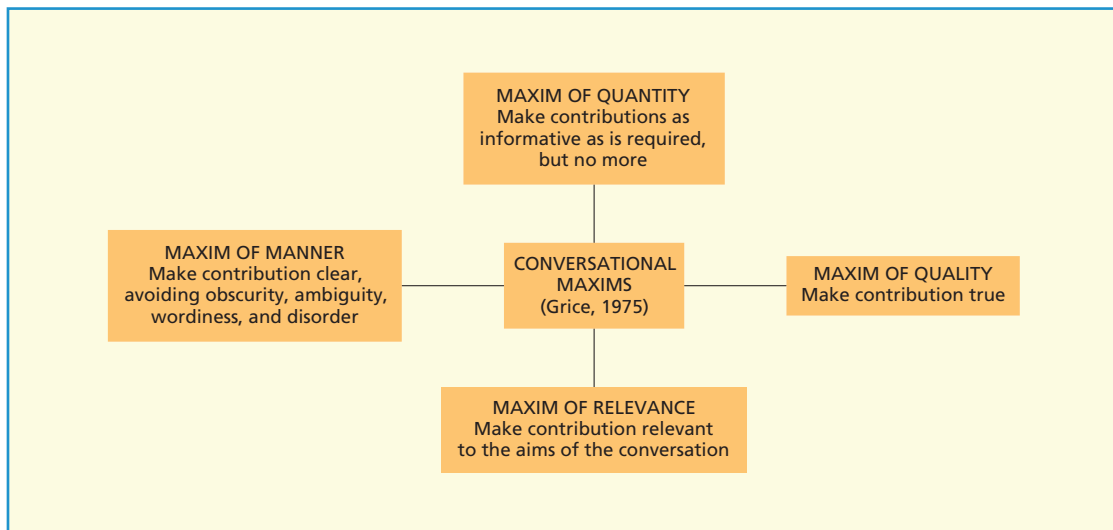 MAXIM OF QUANTITY
Make contributions as
informative as is required,
but no more
MAXIM OF MANNER
Make contribution clear,
avoiding obscurity, ambiguity,
wordiness, and disorder
CONVERSATIONAL
MAXIMS
(Grice, 1975)
MAXIM OF QUALITY
Make contribution true
MAXIM OF RELEVANCE
Make contribution relevant
to the aims of the conversation